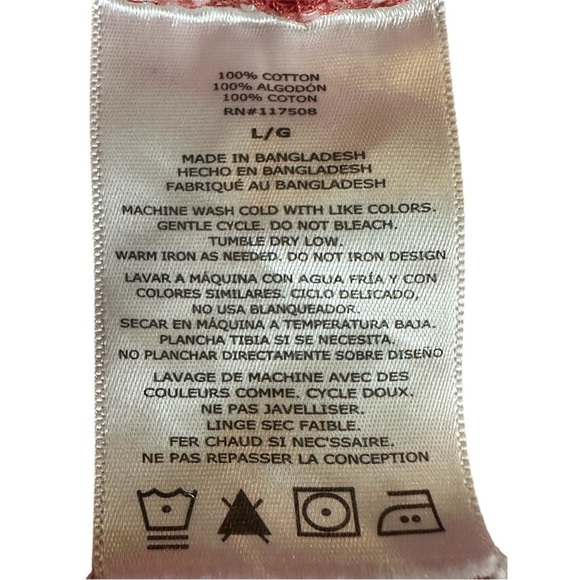 100% COTTON
100% ALGODÓN
100% COTON
RN#117508
L/G
MADE IN BANGLADESH
HECHO EN BANGLADESH
FABRIQUÉ AU BANGLADESH
MACHINE WASH COLD WITH LIKE COLORS.
GENTLE CYCLE. DO NOT BLEACH.
TUMBLE DRY LOW.
WARM IRON AS NEEDED. DO NOT IRON DESIGN
LAVAR A MÁQUINA CON AGUA FRÍA Y CON
COLORES SIMILARES. CICLO DELICADO,
NO USA BLANQUEADOR.
SECAR EN MÁQUINA A TEMPERATURA BAJA.
PLANCHA TIBIA SI SE NECESITA.
NO PLANCHAR DIRECTAMENTE SOBRE DISEÑO
LAVAGE DE MACHINE AVEC DES
COULEURS COMME. CYCLE DOUX.
NE PAS JAVELLISER.
LINGE SEC FAIBLE.
FER CHAUD SI NEC'SSAIRE.
NE PAS REPASSER LA CONCEPTION